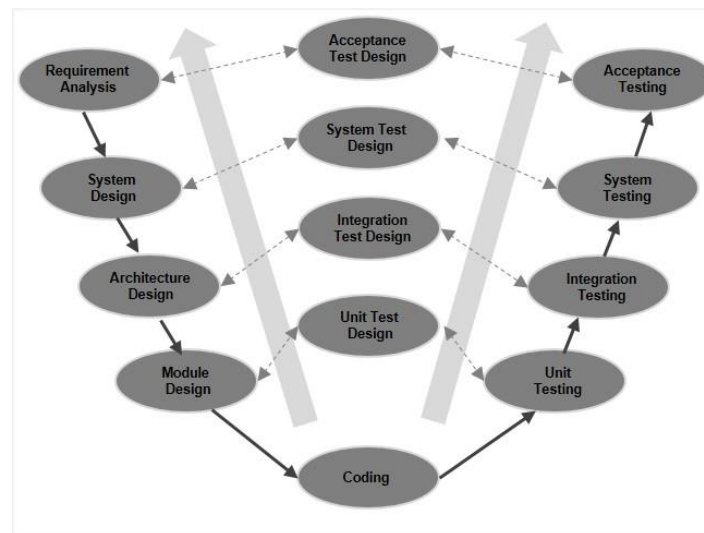 Requirement
Analysis
Acceptance
Test Design
Acceptance
Testing
System
Design
System Test
Design
System
Testing
Architecture
Design
Integration
Test Design
Integration
Testing
Module
Design
Unit Test
Design
Unit
Testing
Coding